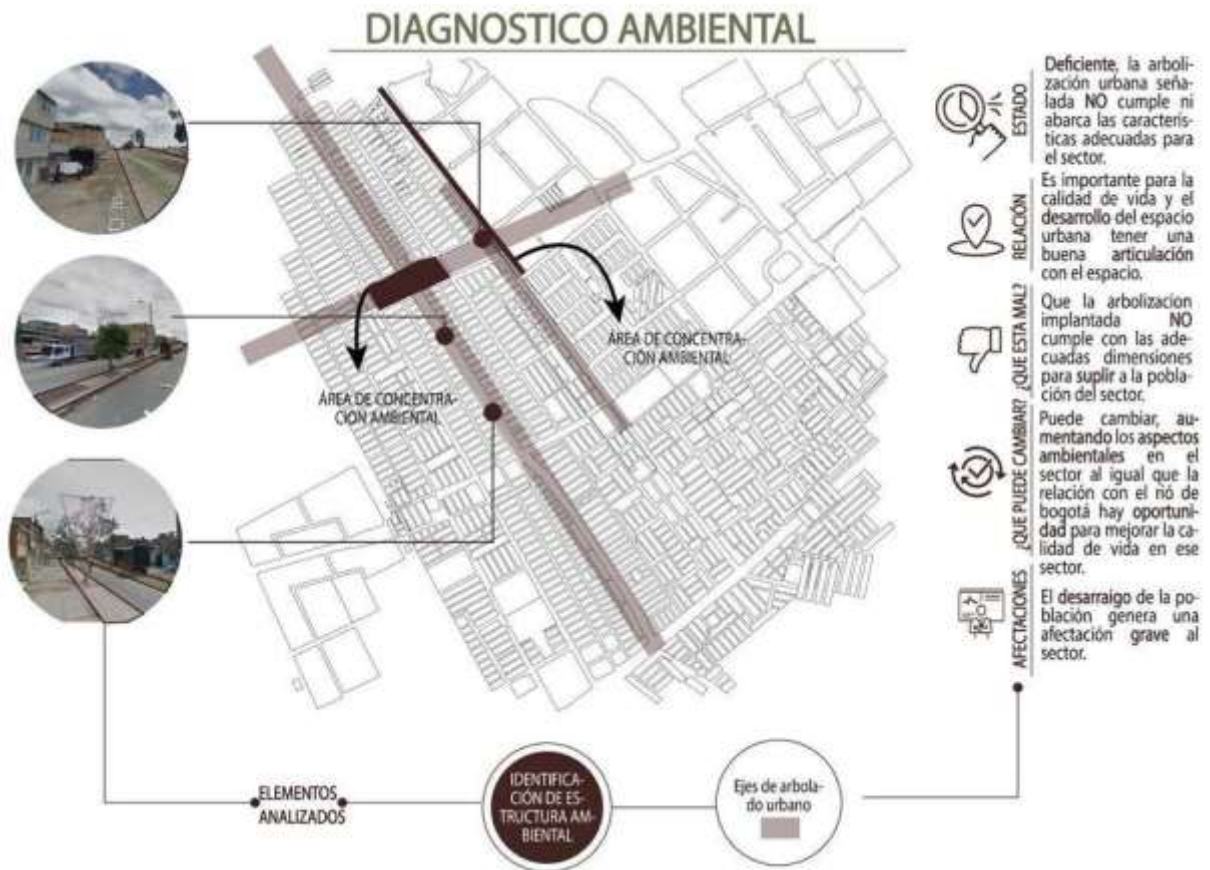 DIAGNOSTICO AMBIENTAL
ÁREA DE CONCENTRA-
CIÓN AMBIENTAL
ÁREA DE CONCENTRA-
CIÓN AMBIENTAL
ESTADO
Deficiente, la arboli-
zación urbana seña-
lada NO cumple ni
abarca las caracterís-
ticas adecuadas para
el sector.
RELACIÓN
Es importante para la
calidad de vida y el
desarrollo del espacio
urbana tener una
buena articulación
con el espacio.
¿QUE ESTA MAL?
Que la arbolizacion
implantada NO
cumple con las ade-
cuadas dimensiones
para suplir a la pobla-
ción del sector.
¿QUE PUEDE CAMBIAR?
Puede cambiar, au-
mentando los aspectos
ambientales en el
sector al igual que la
relación con el rió de
bogotá hay oportuni-
dad para mejorar la ca-
lidad de vida en ese
sector.
AFECTACIONES
El desarraigo de la po-
blación genera una
afectación grave al
sector.
ELEMENTOS
ANALIZADOS
IDENTIFICA-
CIÓN DE ES-
TRUCTURA AM-
BIENTAL
Ejes de arbola-
do urbano